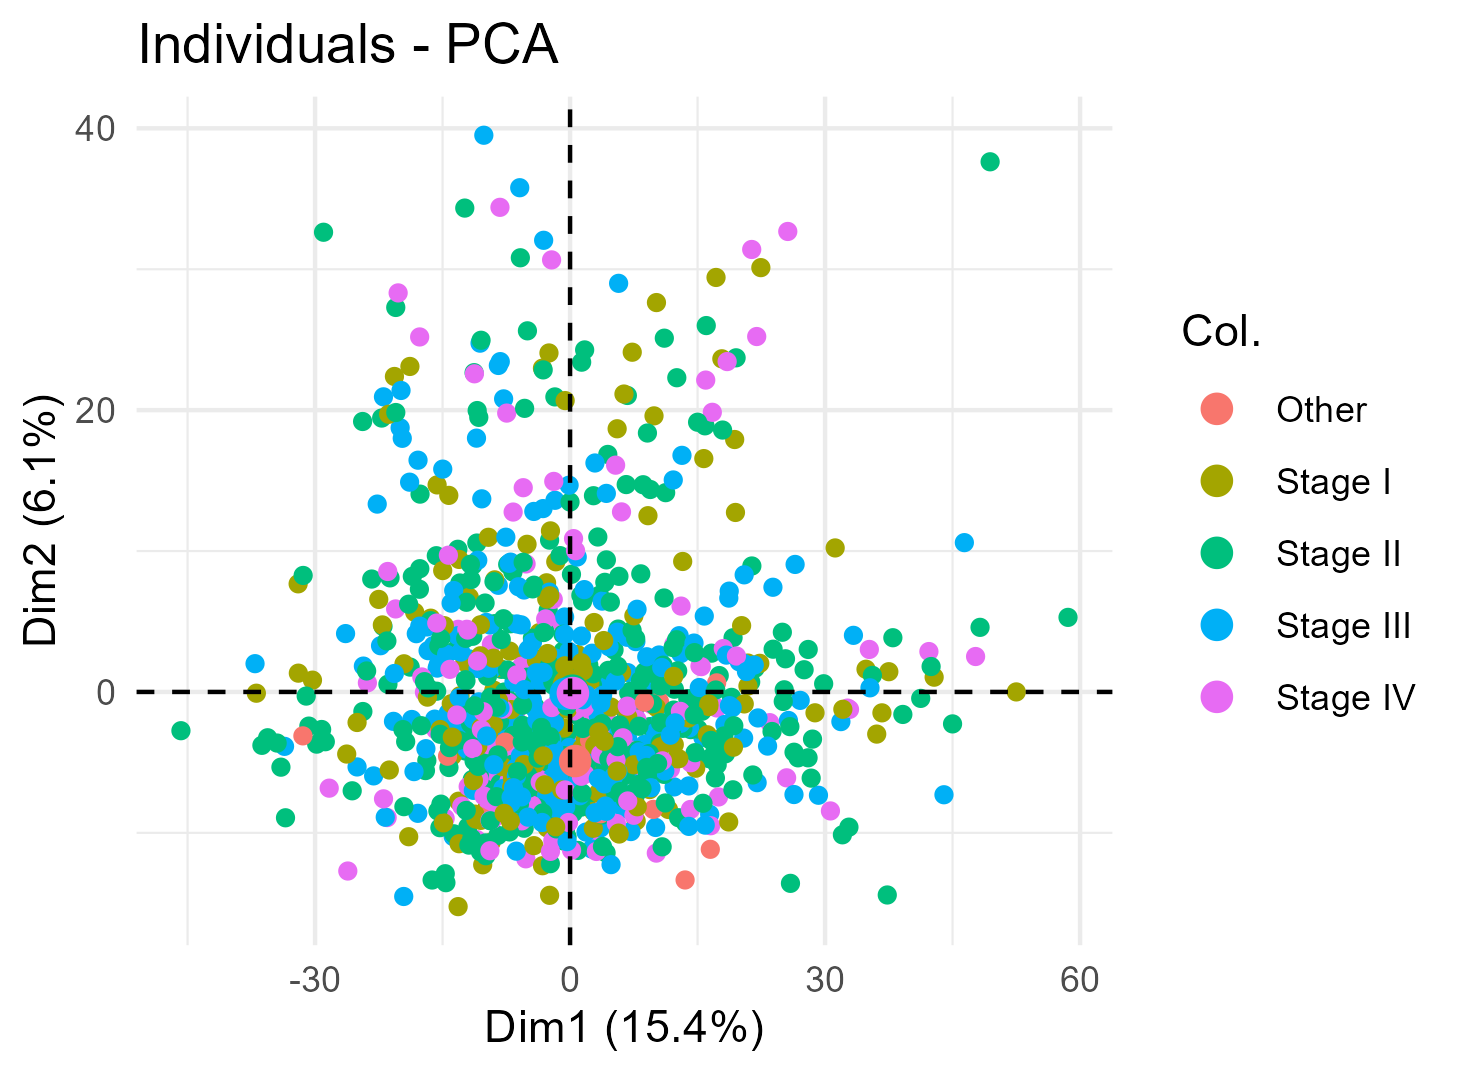 Individuals - PCA
40
20
0
Dim2 (6.1%)
-30
0
30
60
Dim1 (15.4%)
Col.
Other
Stage I
Stage II
Stage III
Stage IV